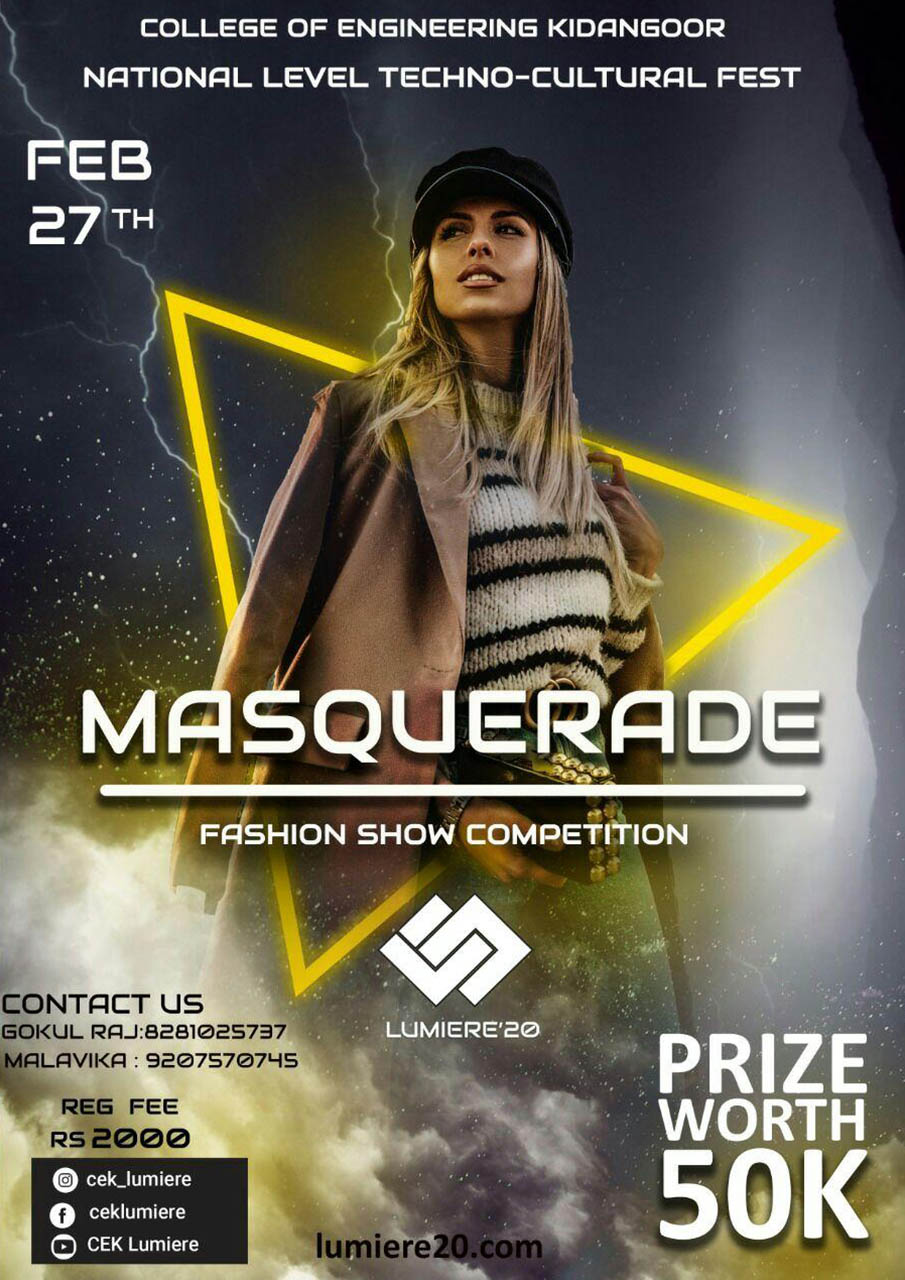 COLLEGE OF ENGINEERING KIDANGOOR
NATIONAL LEVEL TECHNO-CULTURAL FEST
FEB
27TH
MASQUERADE
FASHION SHOW COMPETITION
LUMIERE'20
CONTACT US
GOKUL RAJ:8281025737
MALAVIKA : 9207570745
REG FEE
RS 2000
cek_lumiere
ceklumiere
CEK Lumiere
lumiere20.com
PRIZE
WORTH
50K